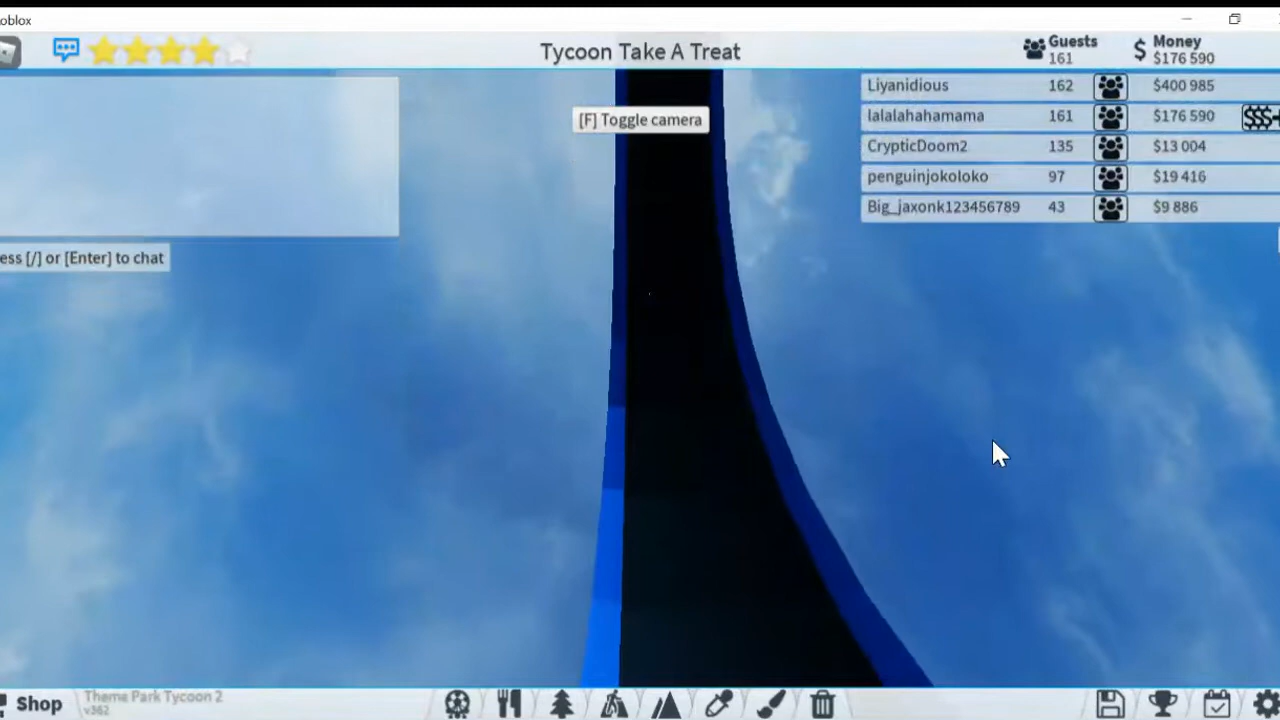 oblox
Tycoon Take A Treat
Guests
161
$ Money
$176 590
[F] Toggle camera
Liyanidious 162 $400 985
lalalahahamama 161 $176 590 $$$+
CrypticDoom2 135 $13 004
penguinjokoloko 97 $19 416
Big_jaxonk123456789 43 $9 886
ess [/] or [Enter] to chat
Shop
Theme Park Tycoon 2
v362